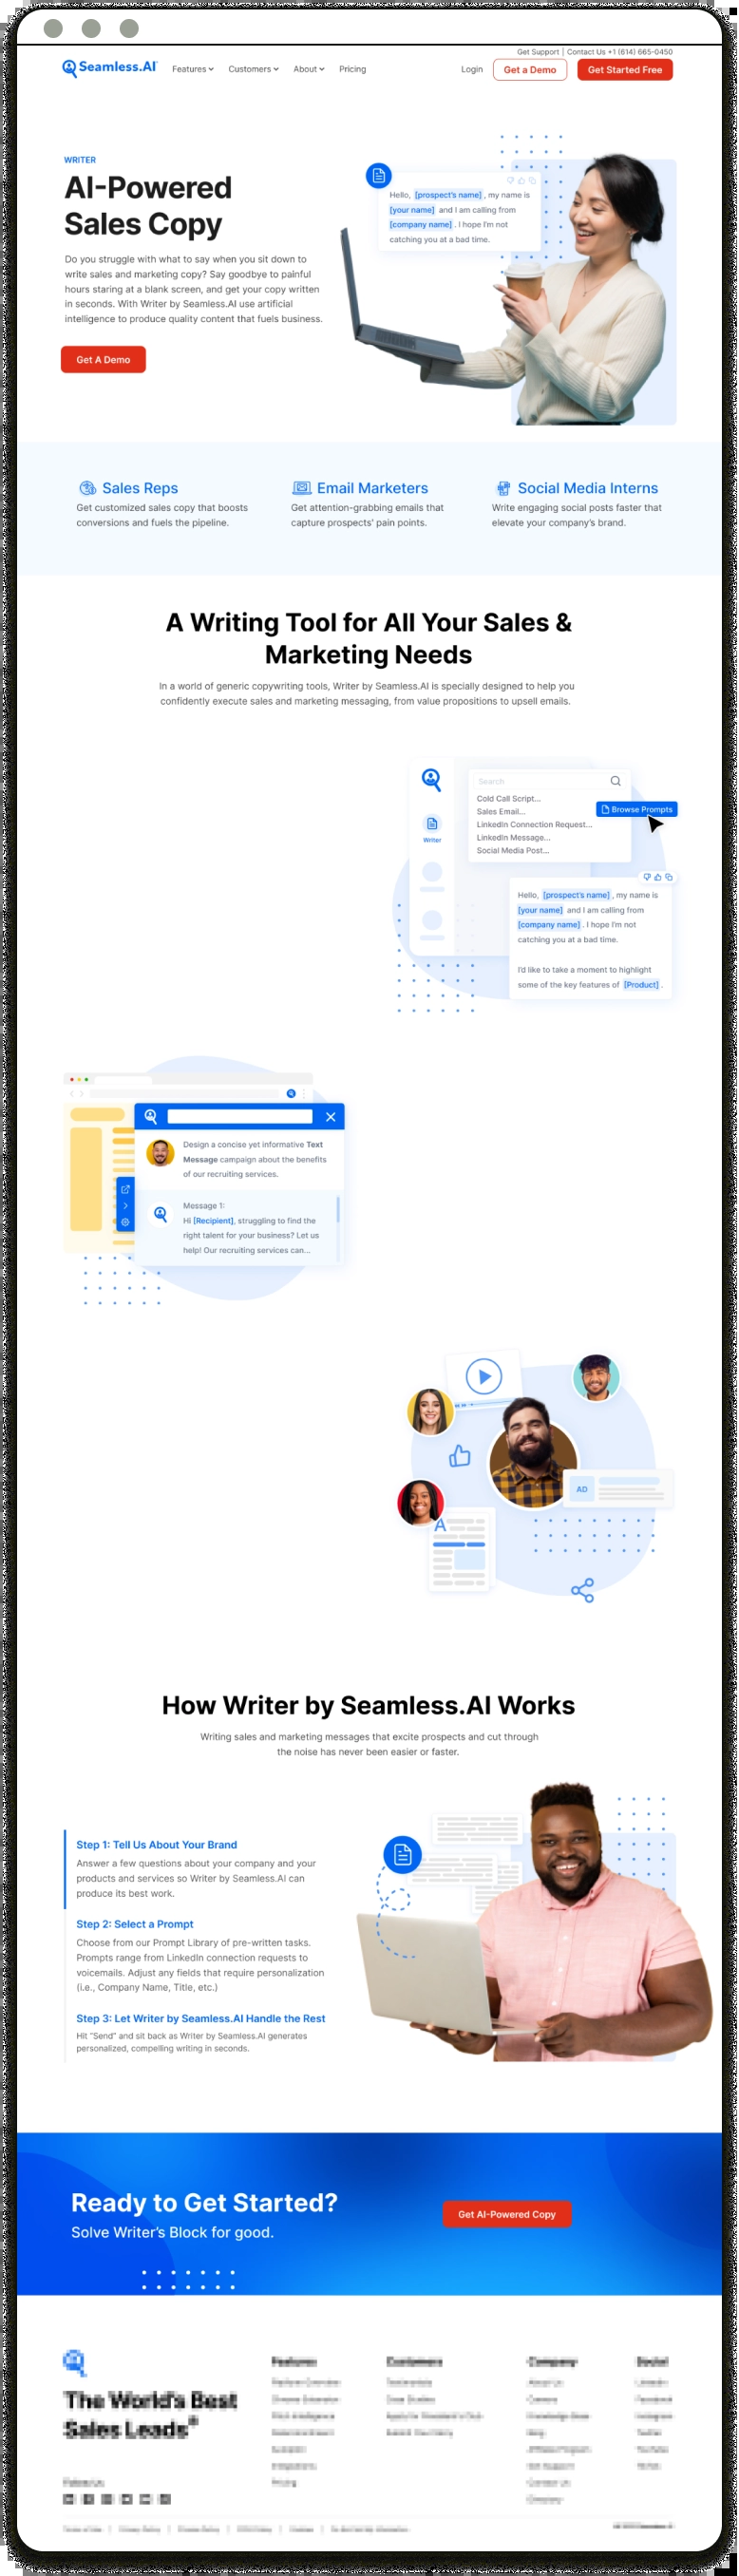 Get Support | Contact Us +1 (614) 665-0450
Seamless.AI Features Customers About Pricing Login Get a Demo Get Started Free
WRITER
AI-Powered
Sales Copy
Do you struggle with what to say when you sit down to
write sales and marketing copy? Say goodbye to painful
hours staring at a blank screen, and get your copy written
in seconds. With Writer by Seamless.AI use artificial
intelligence to produce quality content that fuels business.
Get A Demo
Hello, [prospect's name] , my name is
[your name] and I am calling from
[company name] . I hope I'm not
catching you at a bad time.
Sales Reps
Get customized sales copy that boosts
conversions and fuels the pipeline.
Email Marketers
Get attention-grabbing emails that
capture prospects' pain points.
Social Media Interns
Write engaging social posts faster that
elevate your company's brand.
A Writing Tool for All Your Sales &
Marketing Needs
In a world of generic copywriting tools, Writer by Seamless.AI is specially designed to help you
confidently execute sales and marketing messaging, from value propositions to upsell emails.
Search
Cold Call Script...
Sales Email...
LinkedIn Connection Request...
LinkedIn Message...
Social Media Post...
Browse Prompts
Writer
Hello, [prospect's name] , my name is
[your name] and I am calling from
[company name] . I hope I'm not
catching you at a bad time.
I'd like to take a moment to highlight
some of the key features of [Product] .
Design a concise yet informative Text
Message campaign about the benefits
of our recruiting services.
Message 1:
Hi [Recipient], struggling to find the
right talent for your business? Let us
help! Our recruiting services can...
AD
A
How Writer by Seamless.AI Works
Writing sales and marketing messages that excite prospects and cut through
the noise has never been easier or faster.
Step 1: Tell Us About Your Brand
Answer a few questions about your company and your
products and services so Writer by Seamless.AI can
produce its best work.
Step 2: Select a Prompt
Choose from our Prompt Library of pre-written tasks.
Prompts range from LinkedIn connection requests to
voicemails. Adjust any fields that require personalization
(i.e., Company Name, Title, etc.)
Step 3: Let Writer by Seamless.AI Handle the Rest
Hit "Send" and sit back as Writer by Seamless.AI generates
personalized, compelling writing in seconds.
Ready to Get Started?
Solve Writer's Block for good.
Get AI-Powered Copy
The World's Best
Sales Leads®
Features
Customers
Company
Social